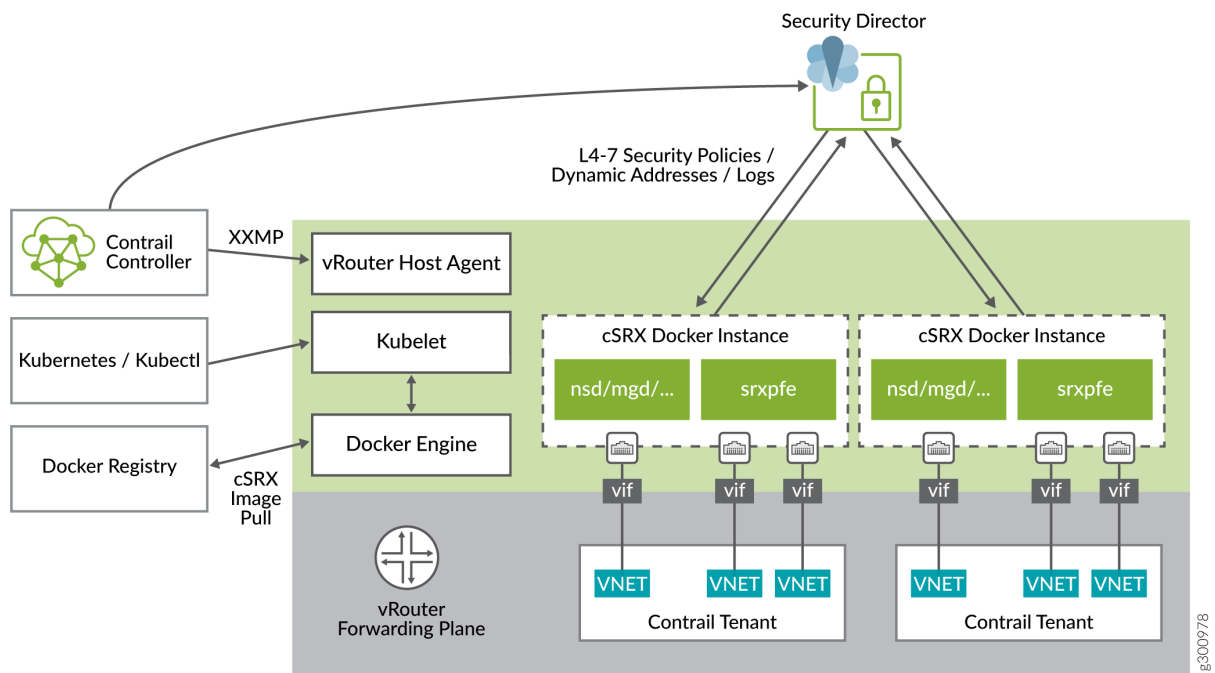 Security Director
L4-7 Security Policies /
Dynamic Addresses / Logs
Contrail
Controller
XXMP
vRouter Host Agent
Kubernetes / Kubectl
Kubelet
Docker Registry
cSRX
Image
Pull
Docker Engine
cSRX Docker Instance
nsd/mgd/...
srxpfe
cSRX Docker Instance
nsd/mgd/...
srxpfe
vif
vif
vif
vif
vif
vif
vRouter
Forwarding Plane
VNET
VNET
VNET
Contrail Tenant
VNET
VNET
VNET
Contrail Tenant
g300978